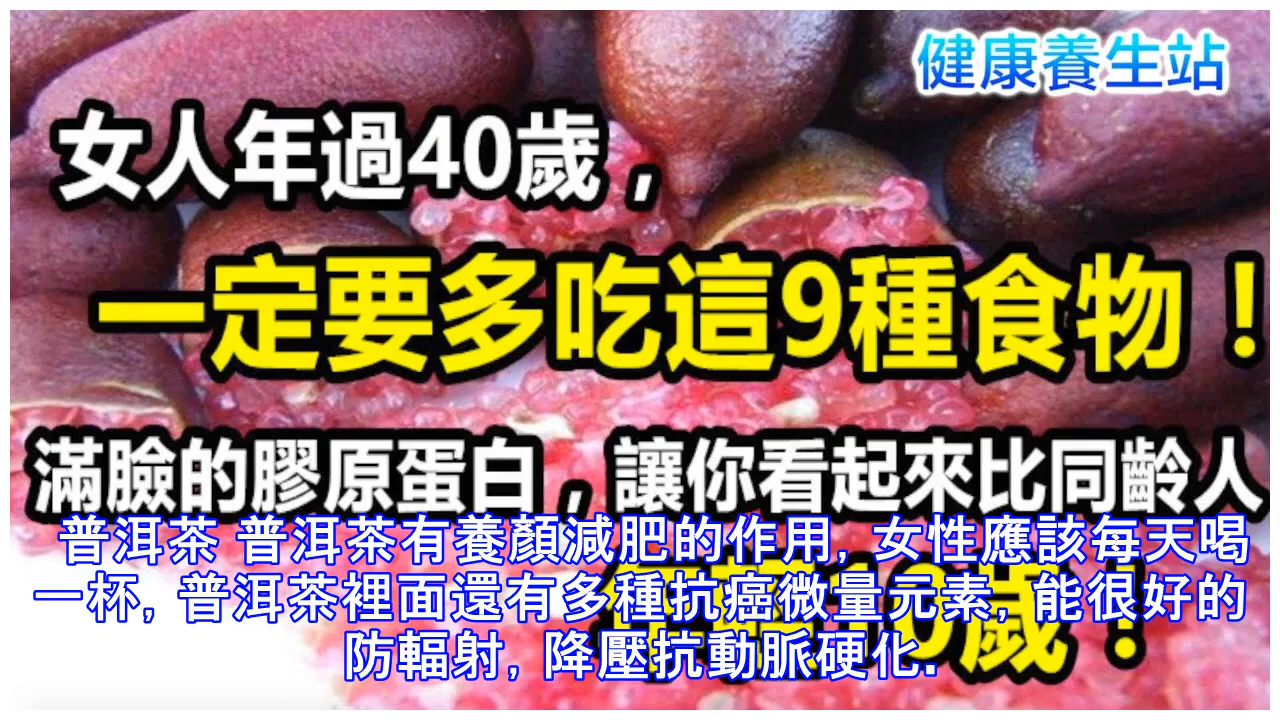 健康養生站
女人年過40歲，
一定要多吃這9種食物！
滿臉的膠原蛋白，讓你看起來比同齡人
普洱茶 普洱茶有養顏減肥的作用, 女性應該每天喝
一杯, 普洱茶裡面還有多種抗癌微量元素, 能很好的
防輻射, 降壓抗動脈硬化.
10歲！